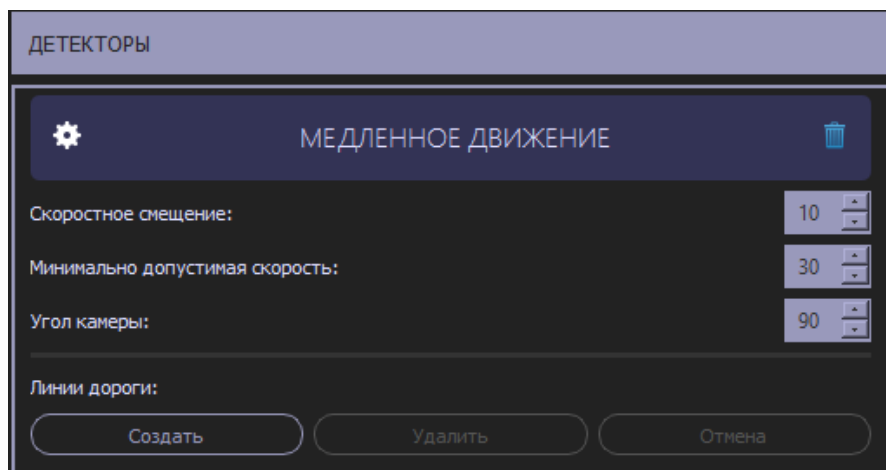 ДЕТЕКТОРЫ
МЕДЛЕННОЕ ДВИЖЕНИЕ
Скоростное смещение: 10
Минимально допустимая скорость: 30
Угол камеры: 90
Линии дороги:
Создать Удалить Отмена